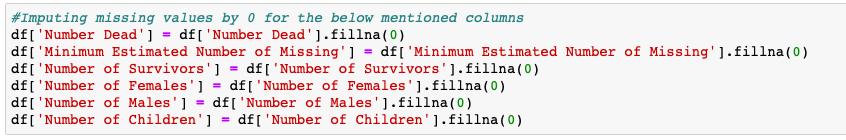 #Imputing missing values by 0 for the below mentioned columns
df['Number Dead'] = df['Number Dead'].fillna(0)
df['Minimum Estimated Number of Missing'] = df['Minimum Estimated Number of Missing'].fillna(0)
df['Number of Survivors'] = df['Number of Survivors'].fillna(0)
df['Number of Females'] = df['Number of Females'].fillna(0)
df['Number of Males'] = df['Number of Males'].fillna(0)
df['Number of Children'] = df['Number of Children'].fillna(0)